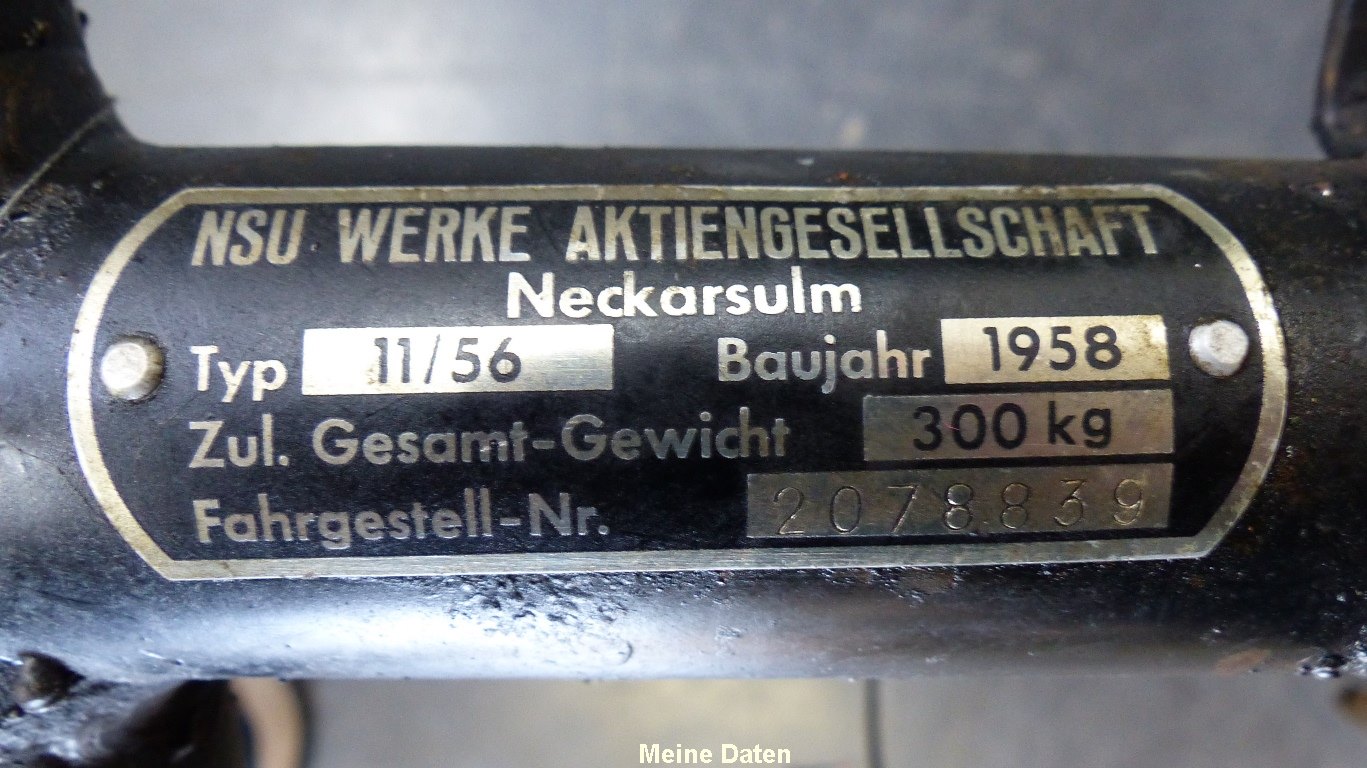 NSU WERKE AKTIENGESELLSCHAFT
Neckarsulm
Typ 11/56 Baujahr 1958
Zul. Gesamt-Gewicht 300 kg
Fahrgestell-Nr. 2078839
Meine Daten